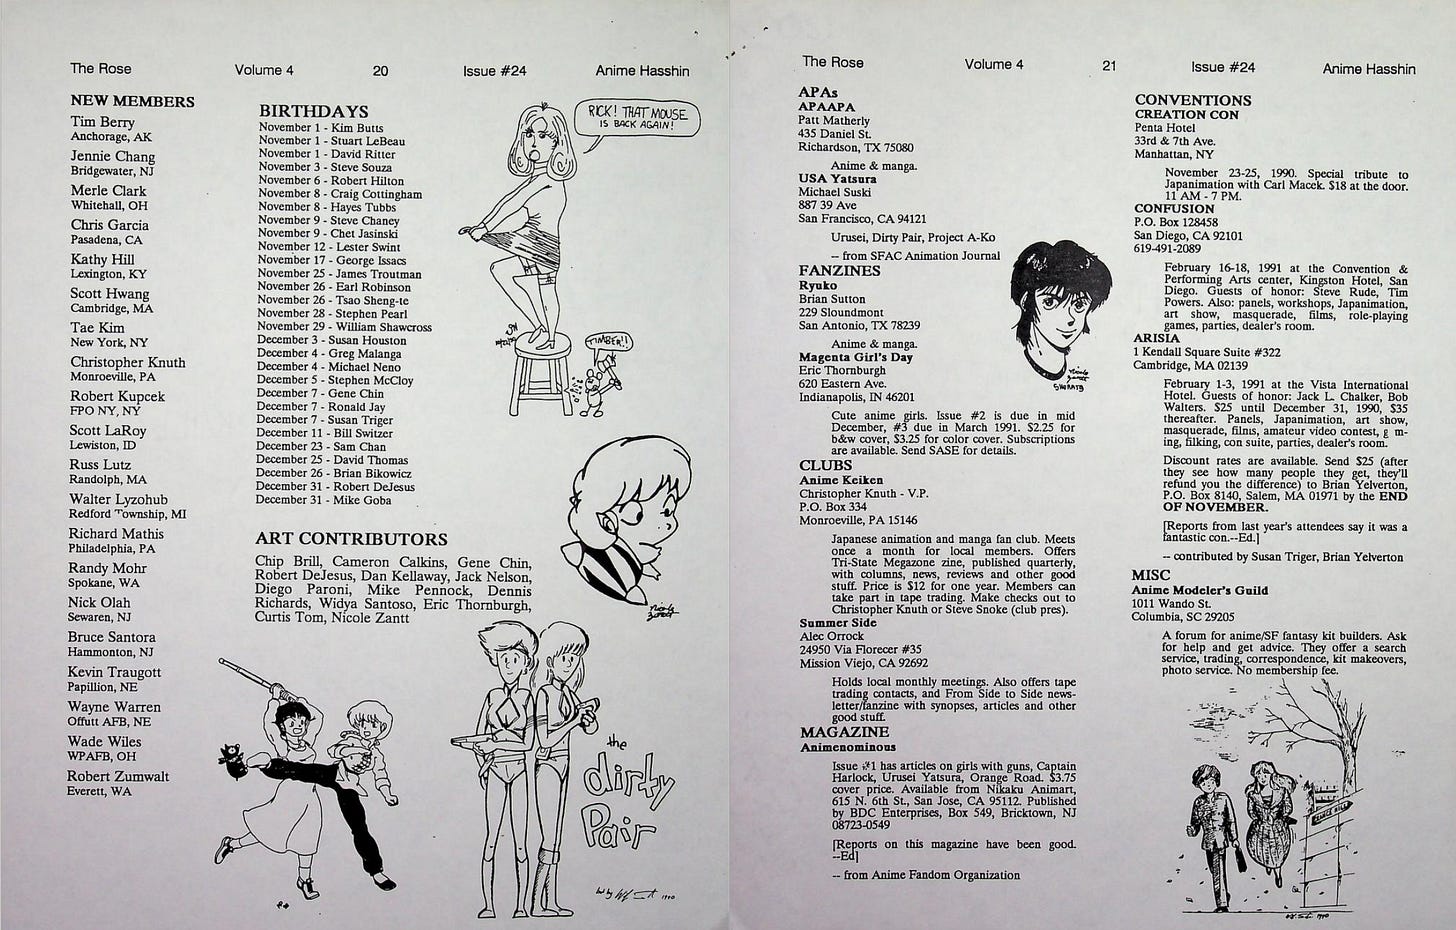 The Rose Volume 4 20 Issue #24 Anime Hasshin
NEW MEMBERS
Tim Berry
Anchorage, AK
Jennie Chang
Bridgewater, NJ
Merle Clark
Whitehall, OH
Chris Garcia
Pasadena, CA
Kathy Hill
Lexington, KY
Scott Hwang
Cambridge, MA
Tae Kim
New York, NY
Christopher Knuth
Monroeville, PA
Robert Kupcek
FPO NY, NY
Scott LaRoy
Lewiston, ID
Russ Lutz
Randolph, MA
Walter Lyzohub
Redford Township, MI
Richard Mathis
Philadelphia, PA
Randy Mohr
Spokane, WA
Nick Olah
Sewaren, NJ
Bruce Santora
Hammonton, NJ
Kevin Traugott
Papillion, NE
Wayne Warren
Offutt AFB, NE
Wade Wiles
WPAFB, OH
Robert Zumwalt
Everett, WA
BIRTHDAYS
November 1 - Kim Butts
November 1 - Stuart LeBeau
November 1 - David Ritter
November 3 - Steve Souza
November 6 - Robert Hilton
November 8 - Craig Cottingham
November 8 - Hayes Tubbs
November 9 - Steve Chaney
November 9 - Chet Jasinski
November 12 - Lester Swint
November 17 - George Issacs
November 25 - James Troutman
November 26 - Earl Robinson
November 26 - Tsao Sheng-te
November 28 - Stephen Pearl
November 29 - William Shawcross
December 3 - Susan Houston
December 4 - Greg Malanga
December 4 - Michael Neno
December 5 - Stephen McCloy
December 7 - Gene Chin
December 7 - Ronald Jay
December 7 - Susan Triger
December 11 - Bill Switzer
December 23 - Sam Chan
December 25 - David Thomas
December 26 - Brian Bikowicz
December 31 - Robert DeJesus
December 31 - Mike Goba
ART CONTRIBUTORS
Chip Brill, Cameron Calkins, Gene Chin,
Robert DeJesus, Dan Kellaway, Jack Nelson,
Diego Paroni, Mike Pennock, Dennis
Richards, Widya Santoso, Eric Thornburgh,
Curtis Tom, Nicole Zantt
RICK! THAT MOUSE
IS BACK AGAIN!
TIMBER!!
the
dirty
Pair
1990
The Rose Volume 4 21 Issue #24 Anime Hasshin
APAs
APAAPA
Patt Matherly
435 Daniel St.
Richardson, TX 75080
Anime & manga.
USA Yatsura
Michael Suski
887 39 Ave
San Francisco, CA 94121
Urusei, Dirty Pair, Project A-Ko
-- from SFAC Animation Journal
FANZINES
Ryuko
Brian Sutton
229 Sloundmont
San Antonio, TX 78239
Anime & manga.
Magenta Girl's Day
Eric Thornburgh
620 Eastern Ave.
Indianapolis, IN 46201
Cute anime girls. Issue #2 is due in mid
December, #3 due in March 1991. $2.25 for
b&w cover, $3.25 for color cover. Subscriptions
are available. Send SASE for details.
CLUBS
Anime Keiken
Christopher Knuth - V.P.
P.O. Box 334
Monroeville, PA 15146
Japanese animation and manga fan club. Meets
once a month for local members. Offers
Tri-State Megazone zine, published quarterly,
with columns, news, reviews and other good
stuff. Price is $12 for one year. Members can
take part in tape trading. Make checks out to
Christopher Knuth or Steve Snoke (club pres).
Summer Side
Alec Orrock
24950 Via Florecer #35
Mission Viejo, CA 92692
Holds local monthly meetings. Also offers tape
trading contacts, and From Side to Side news-
letter/fanzine with synopses, articles and other
good stuff.
MAGAZINE
Animenominous
Issue #1 has articles on girls with guns, Captain
Harlock, Urusei Yatsura, Orange Road. $3.75
cover price. Available from Nikaku Animart,
615 N. 6th St., San Jose, CA 95112. Published
by BDC Enterprises, Box 549, Bricktown, NJ
08723-0549
[Reports on this magazine have been good.
--Ed]
-- from Anime Fandom Organization
CONVENTIONS
CREATION CON
Penta Hotel
33rd & 7th Ave.
Manhattan, NY
November 23-25, 1990. Special tribute to
Japanimation with Carl Macek. $18 at the door.
11 AM - 7 PM.
CONFUSION
P.O. Box 128458
San Diego, CA 92101
619-491-2089
February 16-18, 1991 at the Convention &
Performing Arts center, Kingston Hotel, San
Diego. Guests of honor: Steve Rude, Tim
Powers. Also: panels, workshops, Japanimation,
art show, masquerade, films, role-playing
games, parties, dealer's room.
ARISIA
1 Kendall Square Suite #322
Cambridge, MA 02139
February 1-3, 1991 at the Vista International
Hotel. Guests of honor: Jack L. Chalker, Bob
Walters. $25 until December 31, 1990, $35
thereafter. Panels, Japanimation, art show,
masquerade, films, amateur video contest, g m-
ing, filking, con suite, parties, dealer's room.
Discount rates are available. Send $25 (after
they see how many people they get, they'll
refund you the difference) to Brian Yelverton,
P.O. Box 8140, Salem, MA 01971 by the END
OF NOVEMBER.
[Reports from last year's attendees say it was a
fantastic con.--Ed.]
-- contributed by Susan Triger, Brian Yelverton
MISC
Anime Modeler's Guild
1011 Wando St.
Columbia, SC 29205
A forum for anime/SF fantasy kit builders. Ask
for help and get advice. They offer a search
service, trading, correspondence, kit makeovers,
photo service. No membership fee.
1990